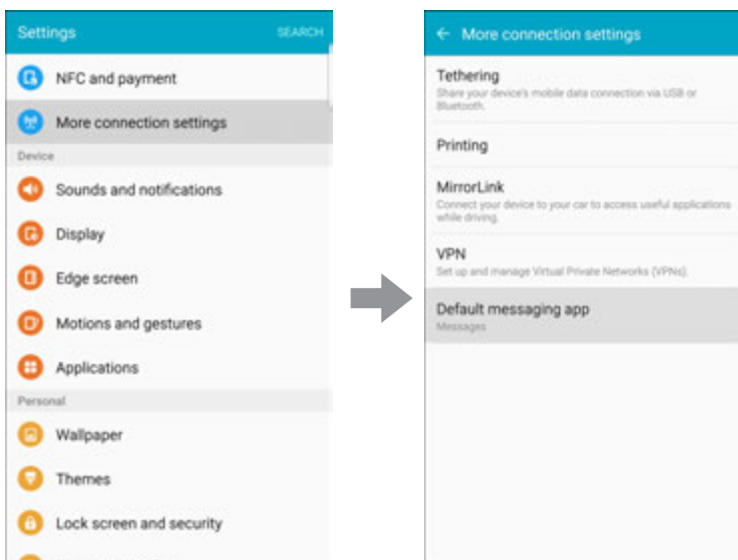 Settings
SEARCH
NFC and payment
More connection settings
Device
Sounds and notifications
Display
Edge screen
Motions and gestures
Applications
Personal
Wallpaper
Themes
Lock screen and security
More connection settings
Tethering
Share your device's mobile data connection via USB or
Bluetooth.
Printing
MirrorLink
Connect your device to your car to access useful applications
while driving.
VPN
Set up and manage Virtual Private Networks (VPNs).
Default messaging app
Messages